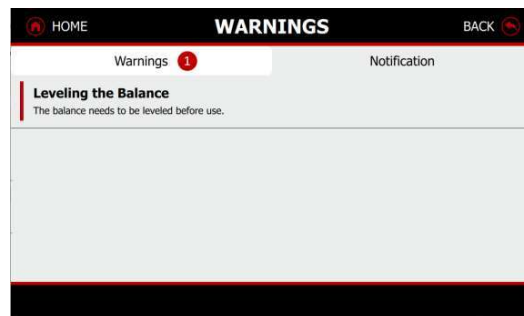 HOME WARNINGS BACK
Warnings 1 Notification
Leveling the Balance
The balance needs to be leveled before use.